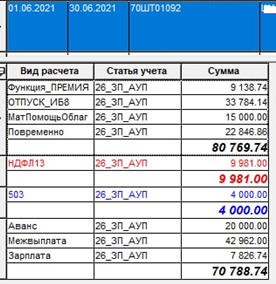 01.06.2021 30.06.2021 70ШТ01092
Вид расчета Статья учета Сумма
Функция_ПРЕМИЯ 26_ЗП_АУП 9 138.74
ОТПУСК_ИБ8 26_ЗП_АУП 33 784.14
МатПомощьОблаг 26_ЗП_АУП 15 000.00
Повременно 26_ЗП_АУП 22 846.86
80 769.74
НДФЛ13 26_ЗП_АУП 9 981.00
9 981.00
503 26_ЗП_АУП 4 000.00
4 000.00
Аванс 26_ЗП_АУП 20 000.00
Межвыплата 26_ЗП_АУП 42 962.00
Зарплата 26_ЗП_АУП 7 826.74
70 788.74